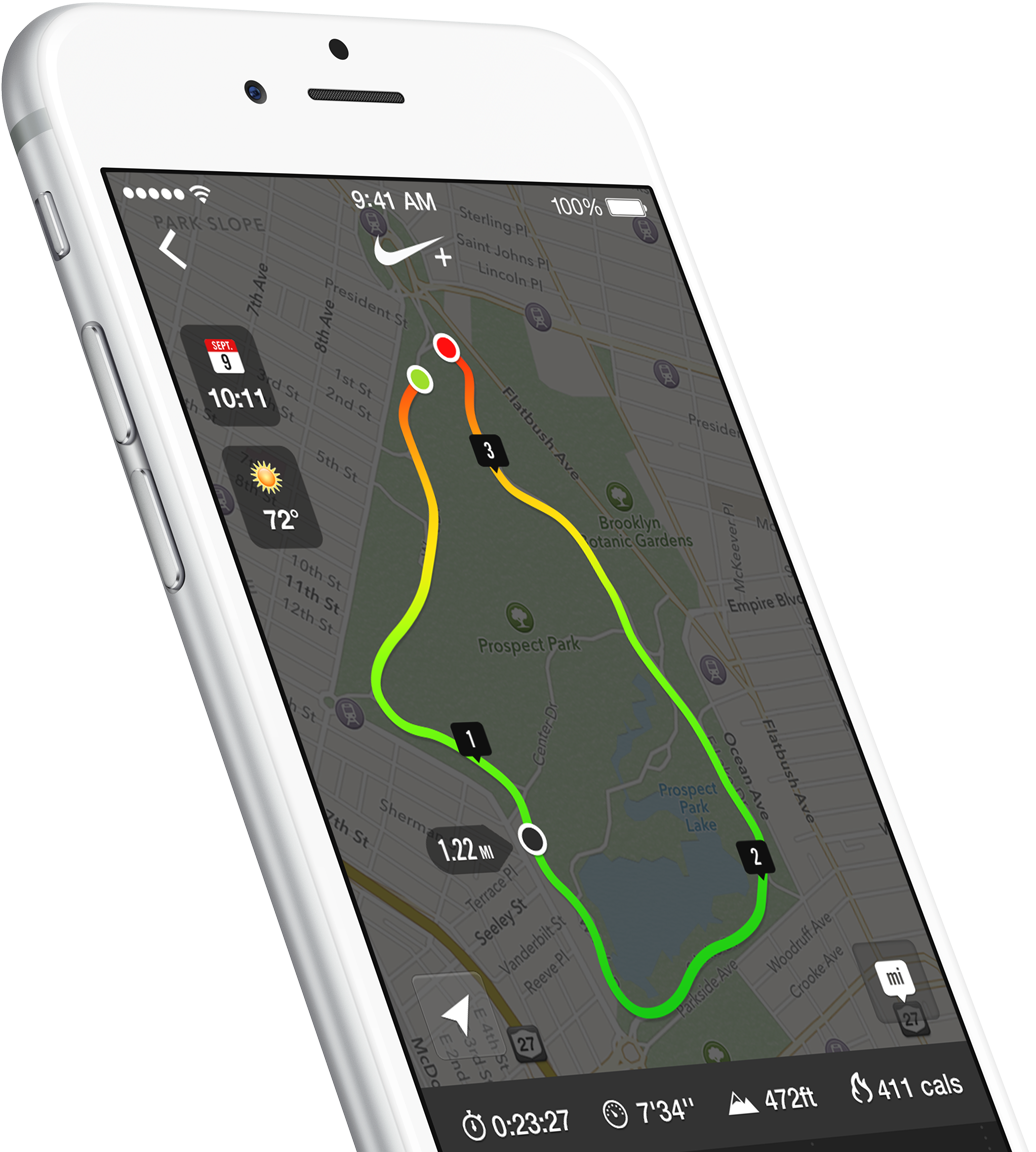 9:41 AM
100%
PARK SLOPE
Sterling Pl
Saint Johns Pl
Lincoln Pl
+
7th Ave
8th Ave
President St
SEPT.
9
10:11
3rd St
1st St
2nd St
Flatbush Ave
3
5th St
72°
Brooklyn
otanic Gardens
McKeever Pl
10th St
11th St
12th St
Empire Blvd
Prospect Park
1
Center Dr
Ocean Ave
Flatbush Ave
Prospect
Park
Lake
7th St
1.22 MI
2
Terrace Pl
Seeley St
Vanderbilt St
Reeve Pl
Woodruff Ave
Crooke Ave
Parkside Ave
mi
27
E 4th St
3rd St
E 2nd
27
0:23:27
7'34"
472ft
411 cals